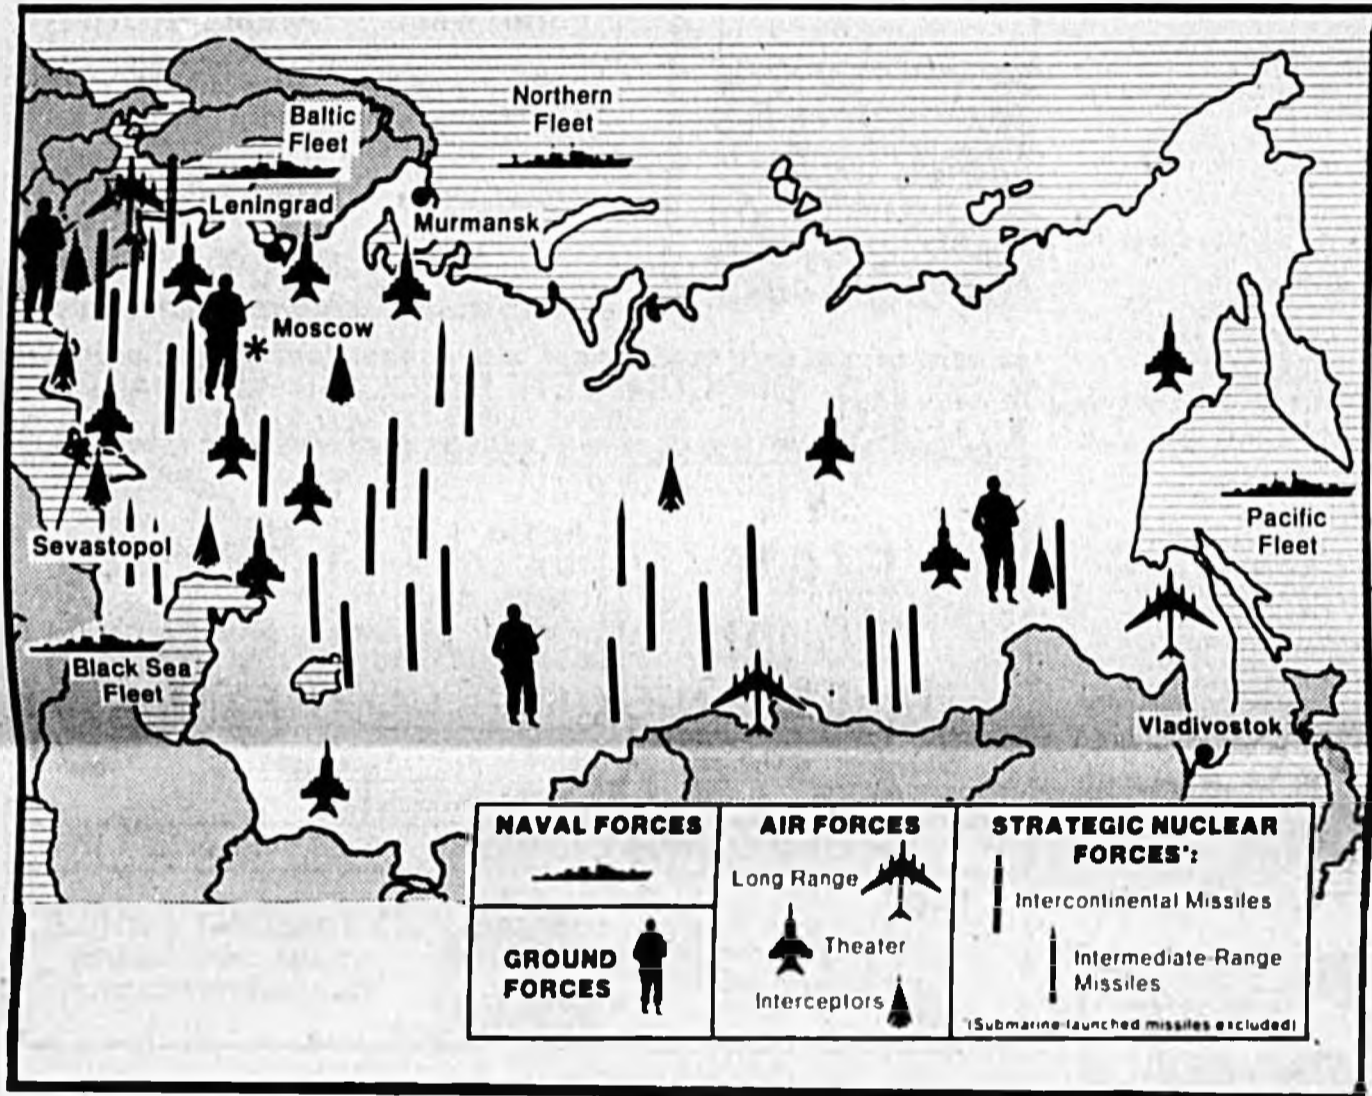 Baltic
Fleet
Northern
Fleet
Leningrad
Murmansk
Moscow
Sevastopol
Pacific
Fleet
Black Sea
Fleet
Vladivostok
NAVAL FORCES
GROUND
FORCES
AIR FORCES
Long Range
Theater
Interceptors
STRATEGIC NUCLEAR
FORCES*:
Intercontinental Missiles
Intermediate-Range
Missiles
*(Submarine launched missiles excluded)